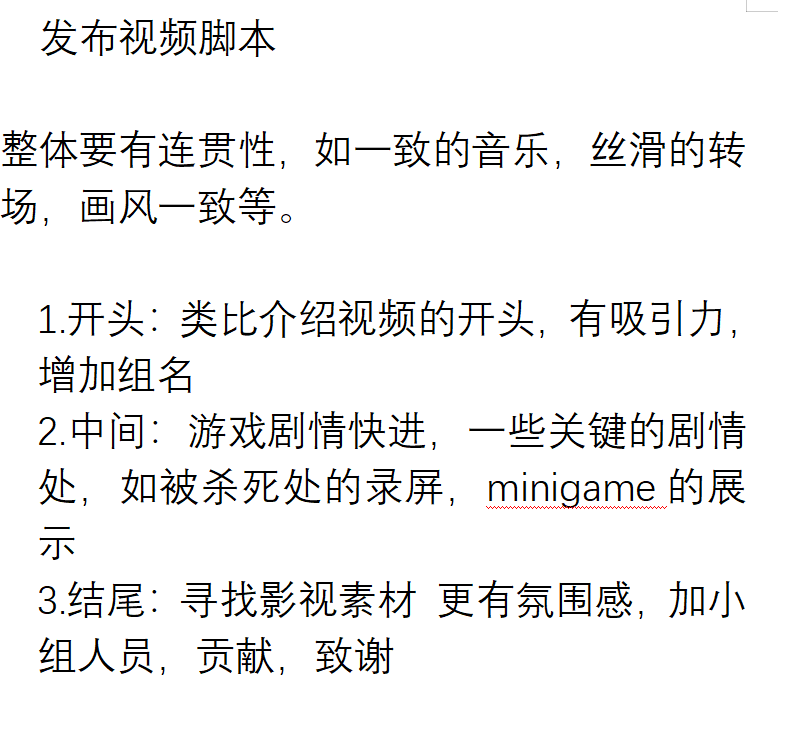 发布视频脚本
整体要有连贯性，如一致的音乐，丝滑的转
场，画风一致等。
1.开头：类比介绍视频的开头，有吸引力，
增加组名
2.中间：游戏剧情快进，一些关键的剧情
处，如被杀死处的录屏，minigame 的展
示
3.结尾：寻找影视素材 更有氛围感，加小
组人员，贡献，致谢